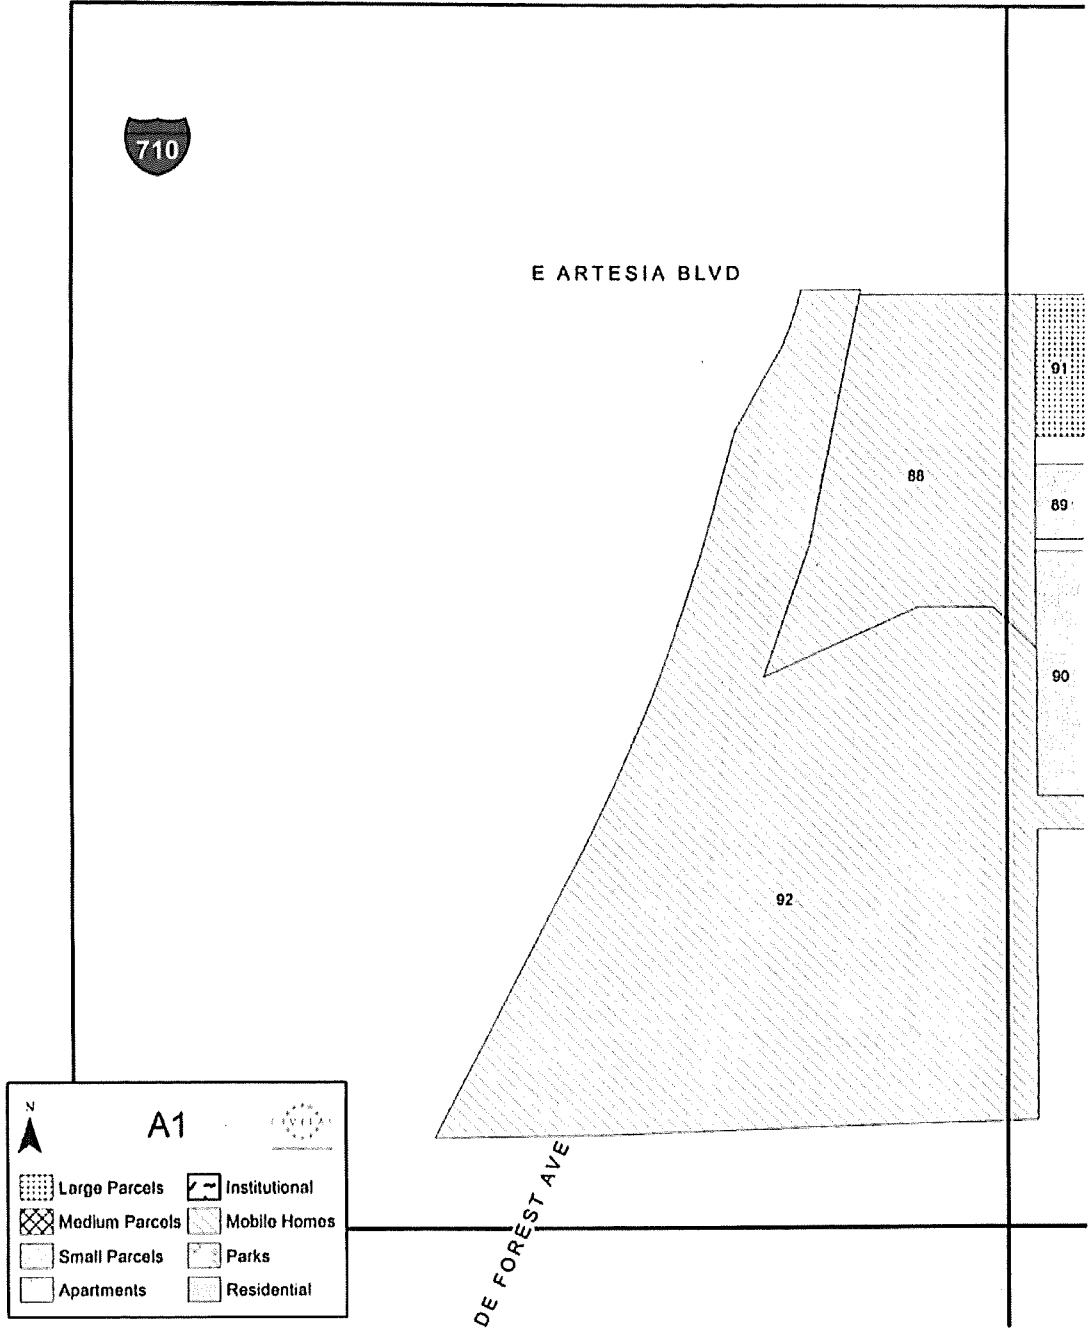 710
E ARTESIA BLVD
91
88
89
90
92
DE FOREST AVE
N
A1
CIVILTAS
Large Parcels
Institutional
Medium Parcels
Mobile Homes
Small Parcels
Parks
Apartments
Residential